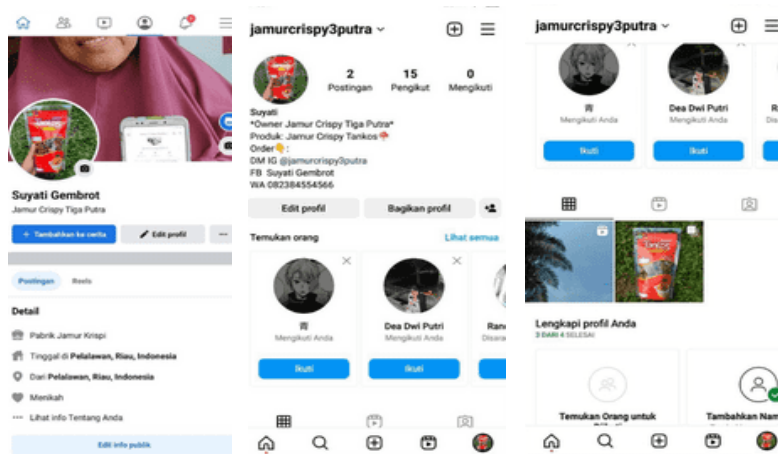 Suyati Gembrot
Jamur Crispy Tiga Putra
+ Tambahkan ke cerita
Edit profil
Postingan
Reels
Detail
Pabrik Jamur Krispi
Tinggal di Pelalawan, Riau, Indonesia
Dari Pelalawan, Riau, Indonesia
Menikah
Lihat info Tentang Anda
Edit info publik
jamurcrispy3putra
2
Postingan
15
Pengikut
0
Mengikuti
Suyati
*Owner Jamur Crispy Tiga Putra*
Produk: Jamur Crispy Tankos🍄
Order👇:
DM IG @jamurcrispy3putra
FB Suyati Gembrot
WA 082384554566
Edit profil
Bagikan profil
Temukan orang
Lihat semua
Mengikuti Anda
Ikuti
Dea Dwi Putri
Mengikuti Anda
Ikuti
Ran
Disara
jamurcrispy3putra
Mengikuti Anda
Ikuti
Dea Dwi Putri
Mengikuti Anda
Ikuti
R
Dis
Lengkapi profil Anda
3 DARI 4 SELESAI
Temukan Orang untuk
Tambahkan Nam